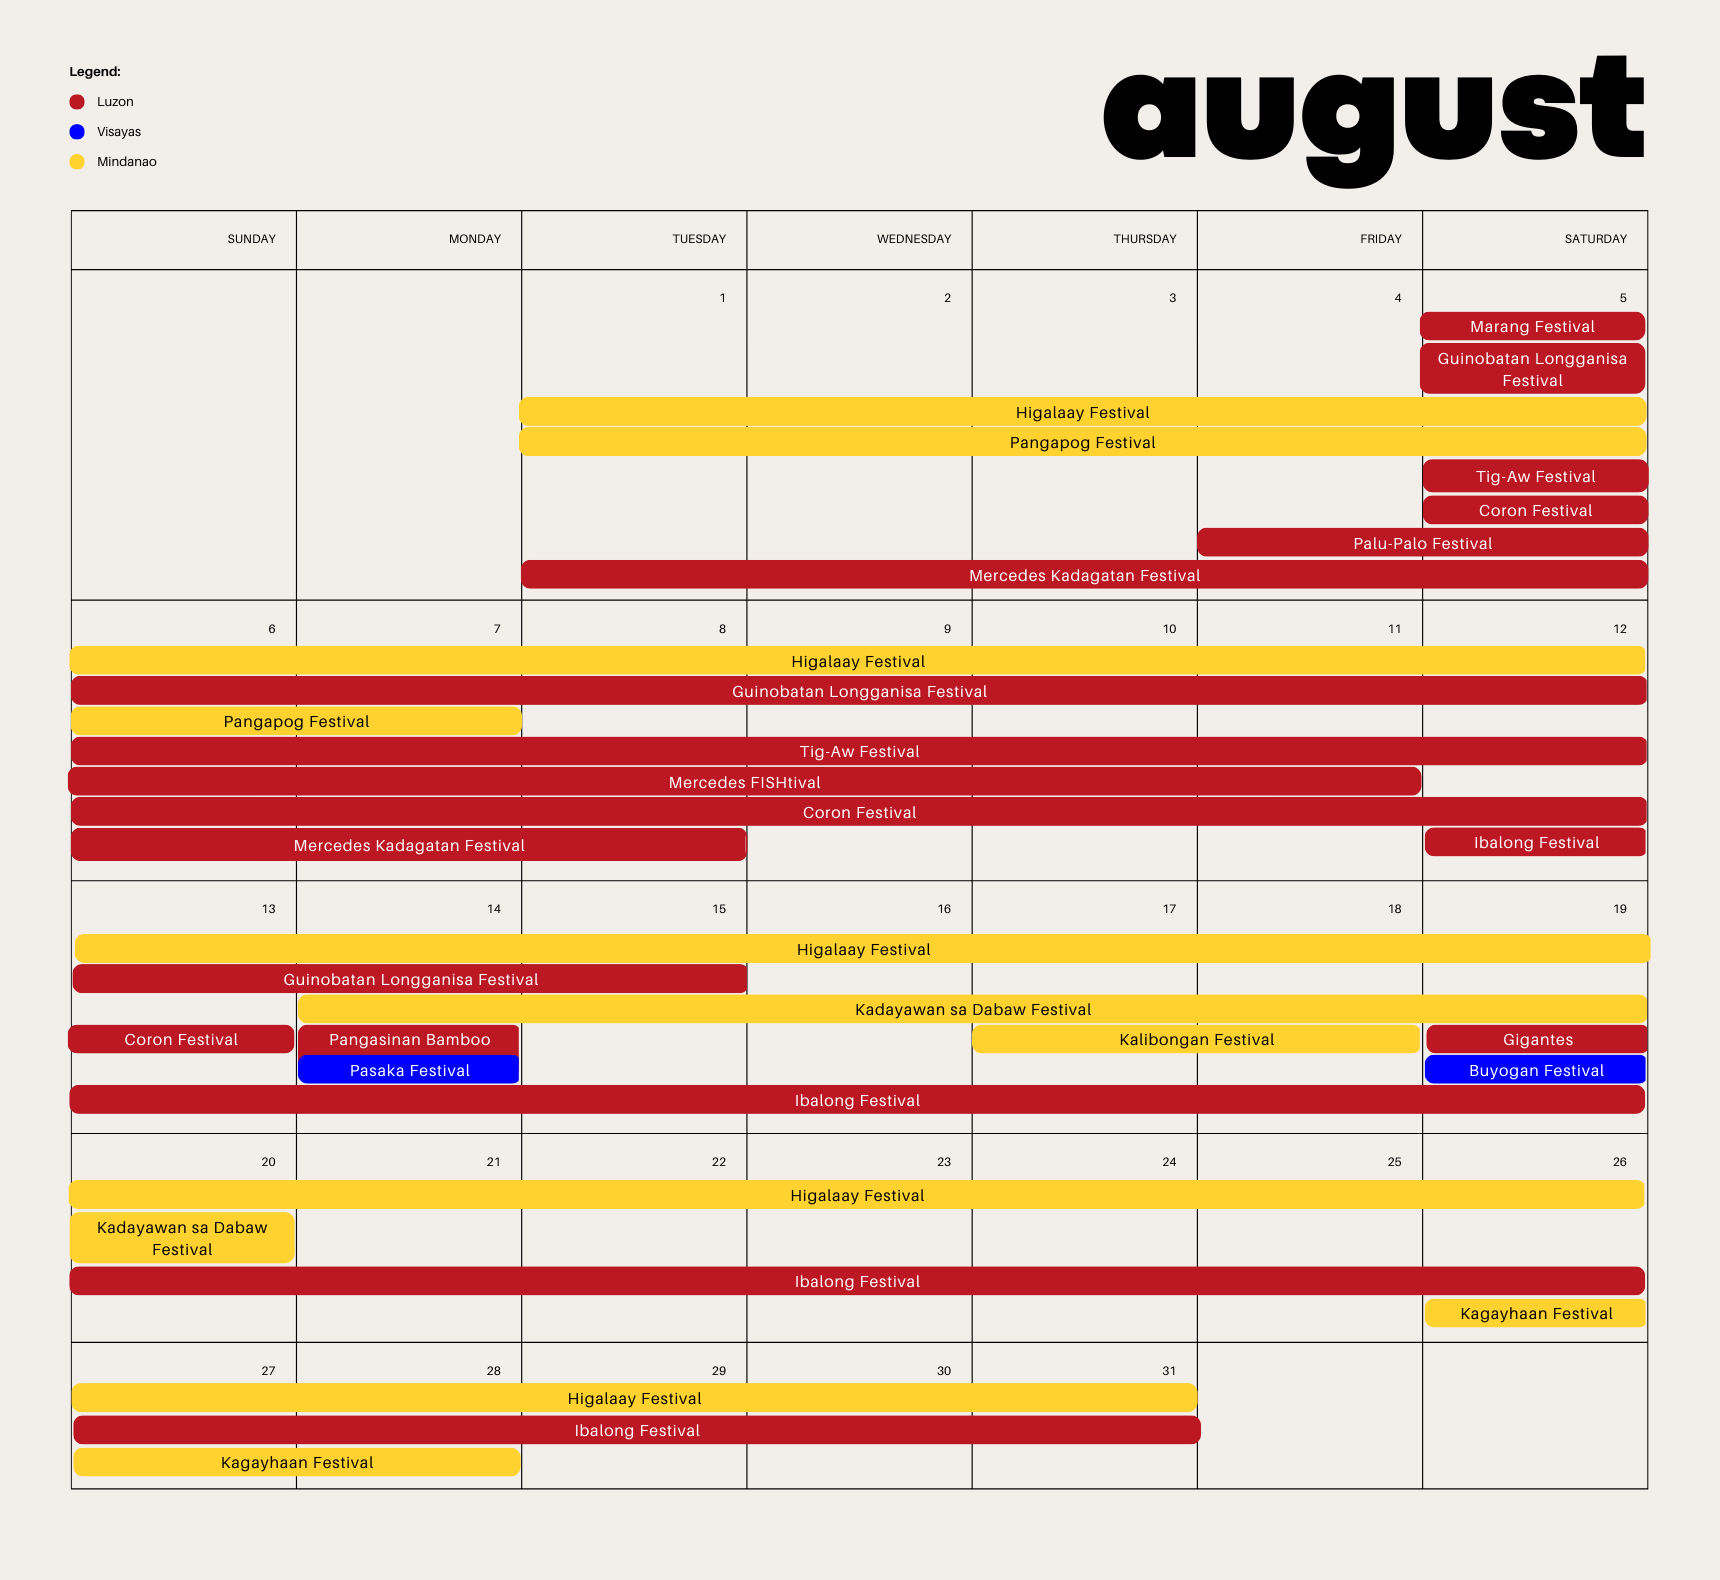 Legend:
Luzon
Visayas
Mindanao
august
SUNDAY MONDAY TUESDAY WEDNESDAY THURSDAY FRIDAY SATURDAY
1 2 3 4 5
Marang Festival
Guinobatan Longganisa
Festival
Higalaay Festival
Pangapog Festival
Tig-Aw Festival
Coron Festival
Palu-Palo Festival
Mercedes Kadagatan Festival
6 7 8 9 10 11 12
Higalaay Festival
Guinobatan Longganisa Festival
Pangapog Festival
Tig-Aw Festival
Mercedes FISHtival
Coron Festival
Mercedes Kadagatan Festival Ibalong Festival
13 14 15 16 17 18 19
Higalaay Festival
Guinobatan Longganisa Festival
Kadayawan sa Dabaw Festival
Coron Festival Pangasinan Bamboo Kalibongan Festival Gigantes
Pasaka Festival Buyogan Festival
Ibalong Festival
20 21 22 23 24 25 26
Higalaay Festival
Kadayawan sa Dabaw
Festival
Ibalong Festival
Kagayhaan Festival
27 28 29 30 31
Higalaay Festival
Ibalong Festival
Kagayhaan Festival